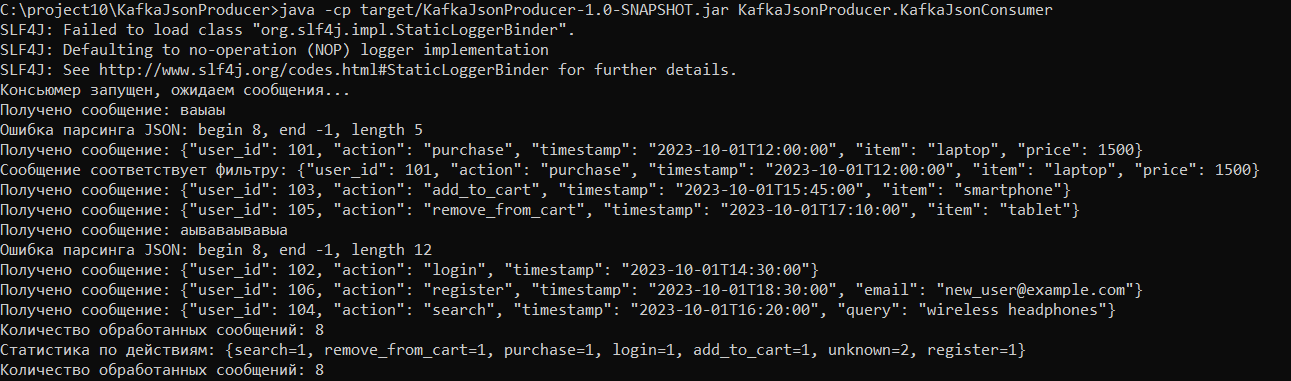 C:\project10\KafkaJsonProducer>java -cp target/KafkaJsonProducer-1.0-SNAPSHOT.jar KafkaJsonProducer.KafkaJsonConsumer
SLF4J: Failed to load class "org.slf4j.impl.StaticLoggerBinder".
SLF4J: Defaulting to no-operation (NOP) logger implementation
SLF4J: See http://www.slf4j.org/codes.html#StaticLoggerBinder for further details.
Консьюмер запущен, ожидаем сообщения...
Получено сообщение: ваыаы
Ошибка парсинга JSON: begin 8, end -1, length 5
Получено сообщение: {"user_id": 101, "action": "purchase", "timestamp": "2023-10-01T12:00:00", "item": "laptop", "price": 1500}
Сообщение соответствует фильтру: {"user_id": 101, "action": "purchase", "timestamp": "2023-10-01T12:00:00", "item": "laptop", "price": 1500}
Получено сообщение: {"user_id": 103, "action": "add_to_cart", "timestamp": "2023-10-01T15:45:00", "item": "smartphone"}
Получено сообщение: {"user_id": 105, "action": "remove_from_cart", "timestamp": "2023-10-01T17:10:00", "item": "tablet"}
Получено сообщение: аываваывавыа
Ошибка парсинга JSON: begin 8, end -1, length 12
Получено сообщение: {"user_id": 102, "action": "login", "timestamp": "2023-10-01T14:30:00"}
Получено сообщение: {"user_id": 106, "action": "register", "timestamp": "2023-10-01T18:30:00", "email": "new_user@example.com"}
Получено сообщение: {"user_id": 104, "action": "search", "timestamp": "2023-10-01T16:20:00", "query": "wireless headphones"}
Количество обработанных сообщений: 8
Статистика по действиям: {search=1, remove_from_cart=1, purchase=1, login=1, add_to_cart=1, unknown=2, register=1}
Количество обработанных сообщений: 8